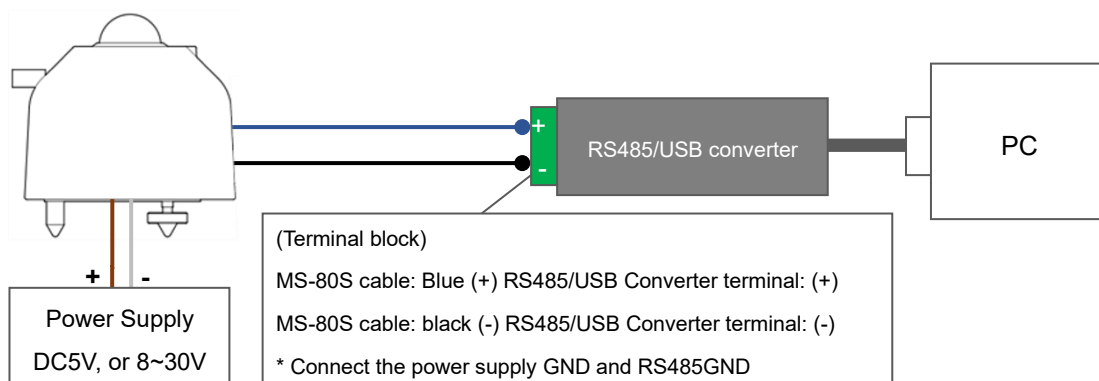 +
-
RS485/USB converter
PC
(Terminal block)
MS-80S cable: Blue (+) RS485/USB Converter terminal: (+)
MS-80S cable: black (-) RS485/USB Converter terminal: (-)
* Connect the power supply GND and RS485GND
+ -
Power Supply
DC5V, or 8~30V